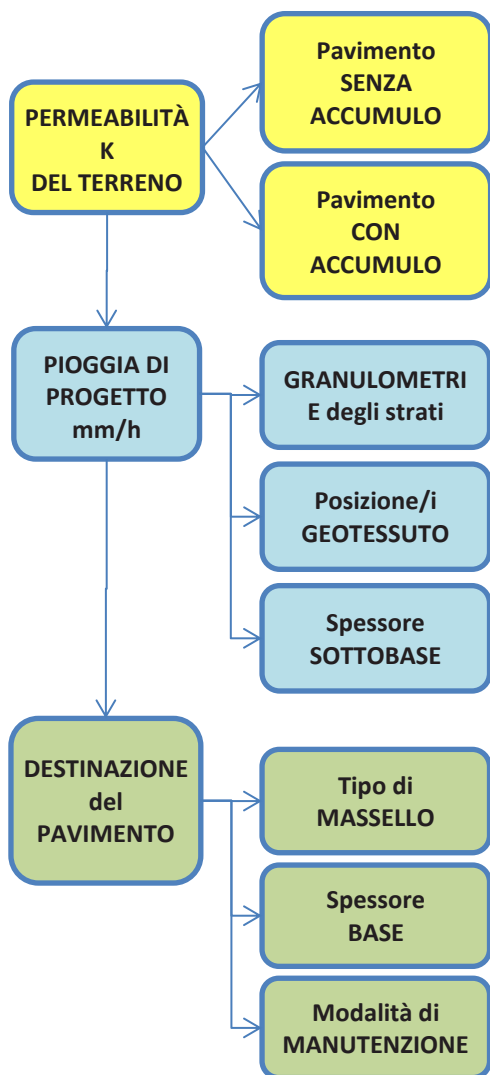 Pavimento
SENZA
ACCUMULO
PERMEABILITÀ
K
DEL TERRENO
Pavimento
CON
ACCUMULO
PIOGGIA DI
PROGETTO
mm/h
GRANULOMETRI
E degli strati
Posizione/i
GEOTESSUTO
Spessore
SOTTOBASE
DESTINAZIONE
del
PAVIMENTO
Tipo di
MASSELLO
Spessore
BASE
Modalità di
MANUTENZIONE